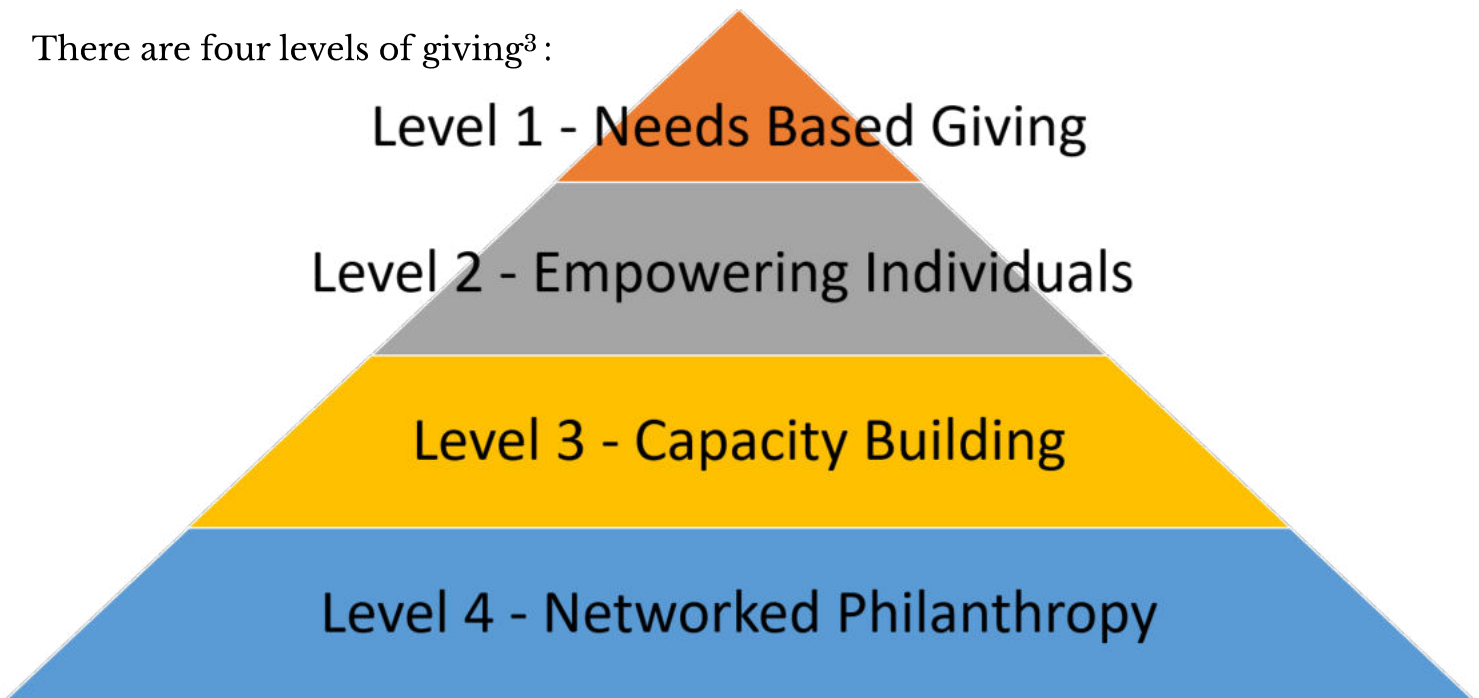 There are four levels of giving³ :
Level 1 - Needs Based Giving
Level 2 - Empowering Individuals
Level 3 - Capacity Building
Level 4 - Networked Philanthropy